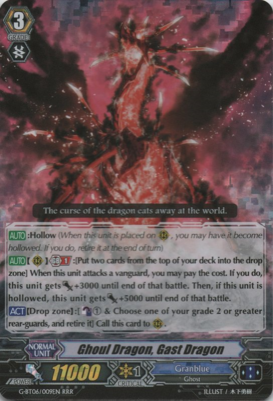 3
The curse of the dragon eats away at the world.
AUTO :Hollow (When this unit is placed on , you may have it become
hollowed. If you do, retire it at the end of turn)
AUTO [ ]: [Put two cards from the top of your deck into the drop
zone] When this unit attacks a vanguard, you may pay the cost. If you do,
this unit gets +3000 until end of that battle. Then, if this unit is
hollowed, this unit gets +5000 until end of that battle.
ACT [Drop zone]:[ & Choose one of your grade 2 or greater
rear-guards, and retire it] Call this card to .
NORMAL UNIT
Ghoul Dragon, Gast Dragon
11000
1
CRITICAL
Granblue
Ghost
G-BT06/009EN RRR
ILLUST